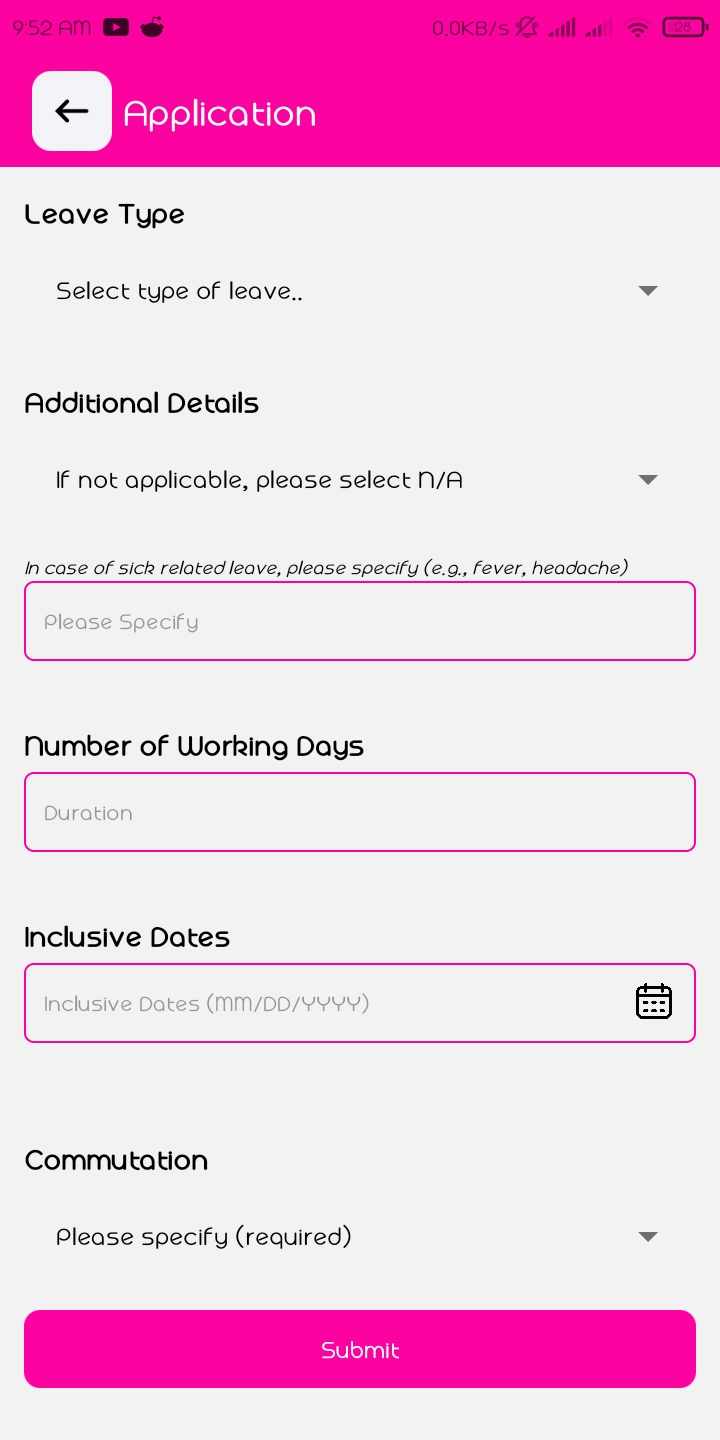 9:52 AM 0.0KB/s 28
Application
Leave Type
Select type of leave..
Additional Details
If not applicable, please select N/A
In case of sick related leave, please specify (e.g., fever, headache)
Please Specify
Number of Working Days
Duration
Inclusive Dates
Inclusive Dates (MM/DD/YYYY)
Commutation
Please specify (required)
Submit